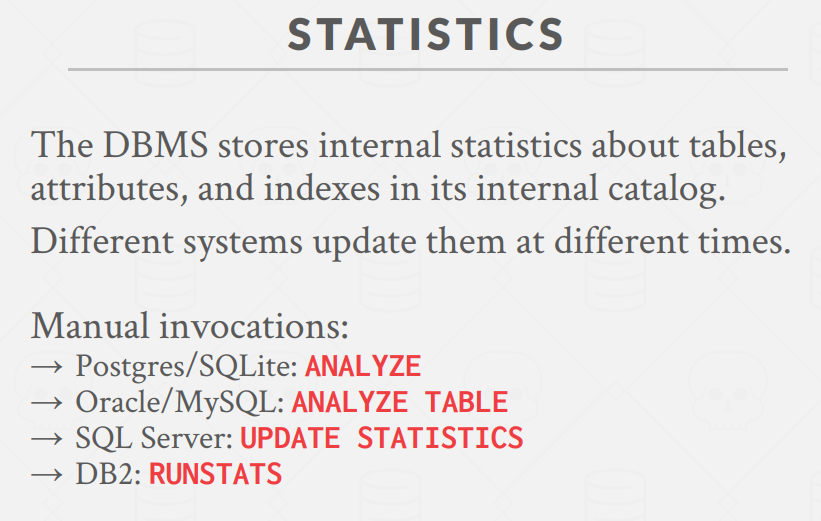 STATISTICS
The DBMS stores internal statistics about tables,
attributes, and indexes in its internal catalog.
Different systems update them at different times.
Manual invocations:
→ Postgres/SQLite: ANALYZE
→ Oracle/MySQL: ANALYZE TABLE
→ SQL Server: UPDATE STATISTICS
→ DB2: RUNSTATS